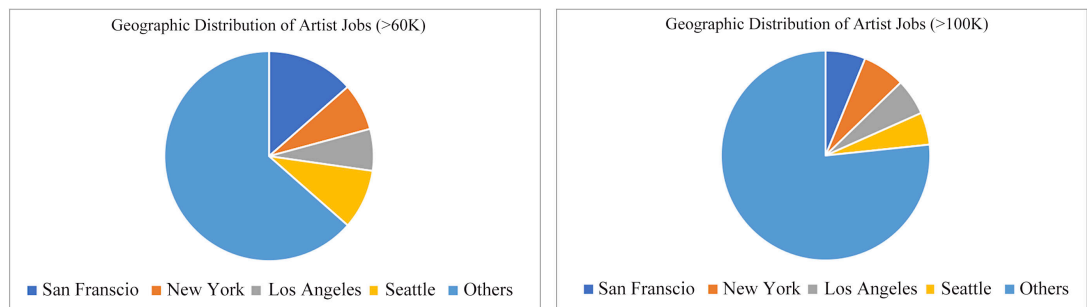 Geographic Distribution of Artist Jobs (>60K)
San Franscio New York Los Angeles Seattle Others
Geographic Distribution of Artist Jobs (>100K)
San Franscio New York Los Angeles Seattle Others